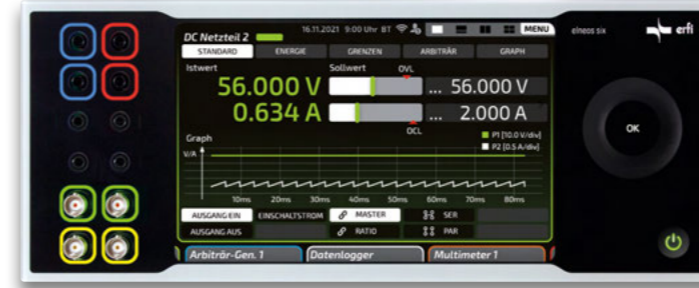 DC Netzteil 2 16.11.2021 9:00 Uhr BT MENU
elneos six erfi
STANDARD ENERGIE GRENZEN ARBITRÄR GRAPH
Istwert Sollwert OVL
56.000 V ... 56.000 V
0.634 A ... 2.000 A
OCL
OK
Graph P1 [10.0 V/div]
V/A P2 [0.5 A/div]
10ms 20ms 30ms 40ms 50ms 60ms 70ms 80ms
AUSGANG EIN EINSCHALTSTROM MASTER SER
AUSGANG AUS RATIO PAR
Arbiträr-Gen. 1 Datenlogger Multimeter 1